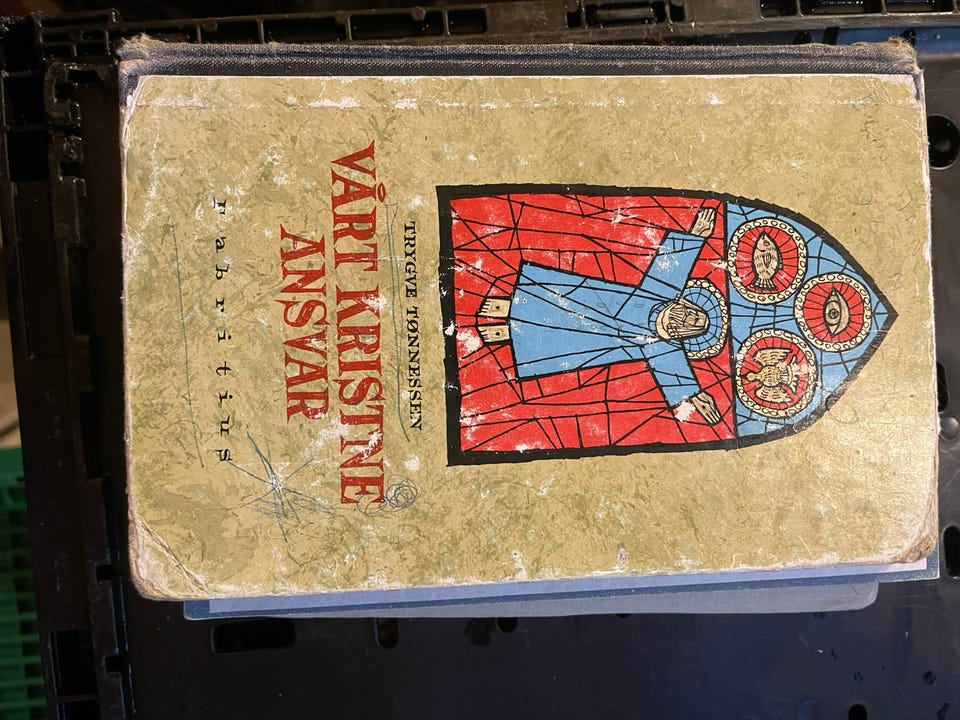 TRYGVE TØNNESSEN
VÅRT KRISTNE
ANSVAR
Fabritius